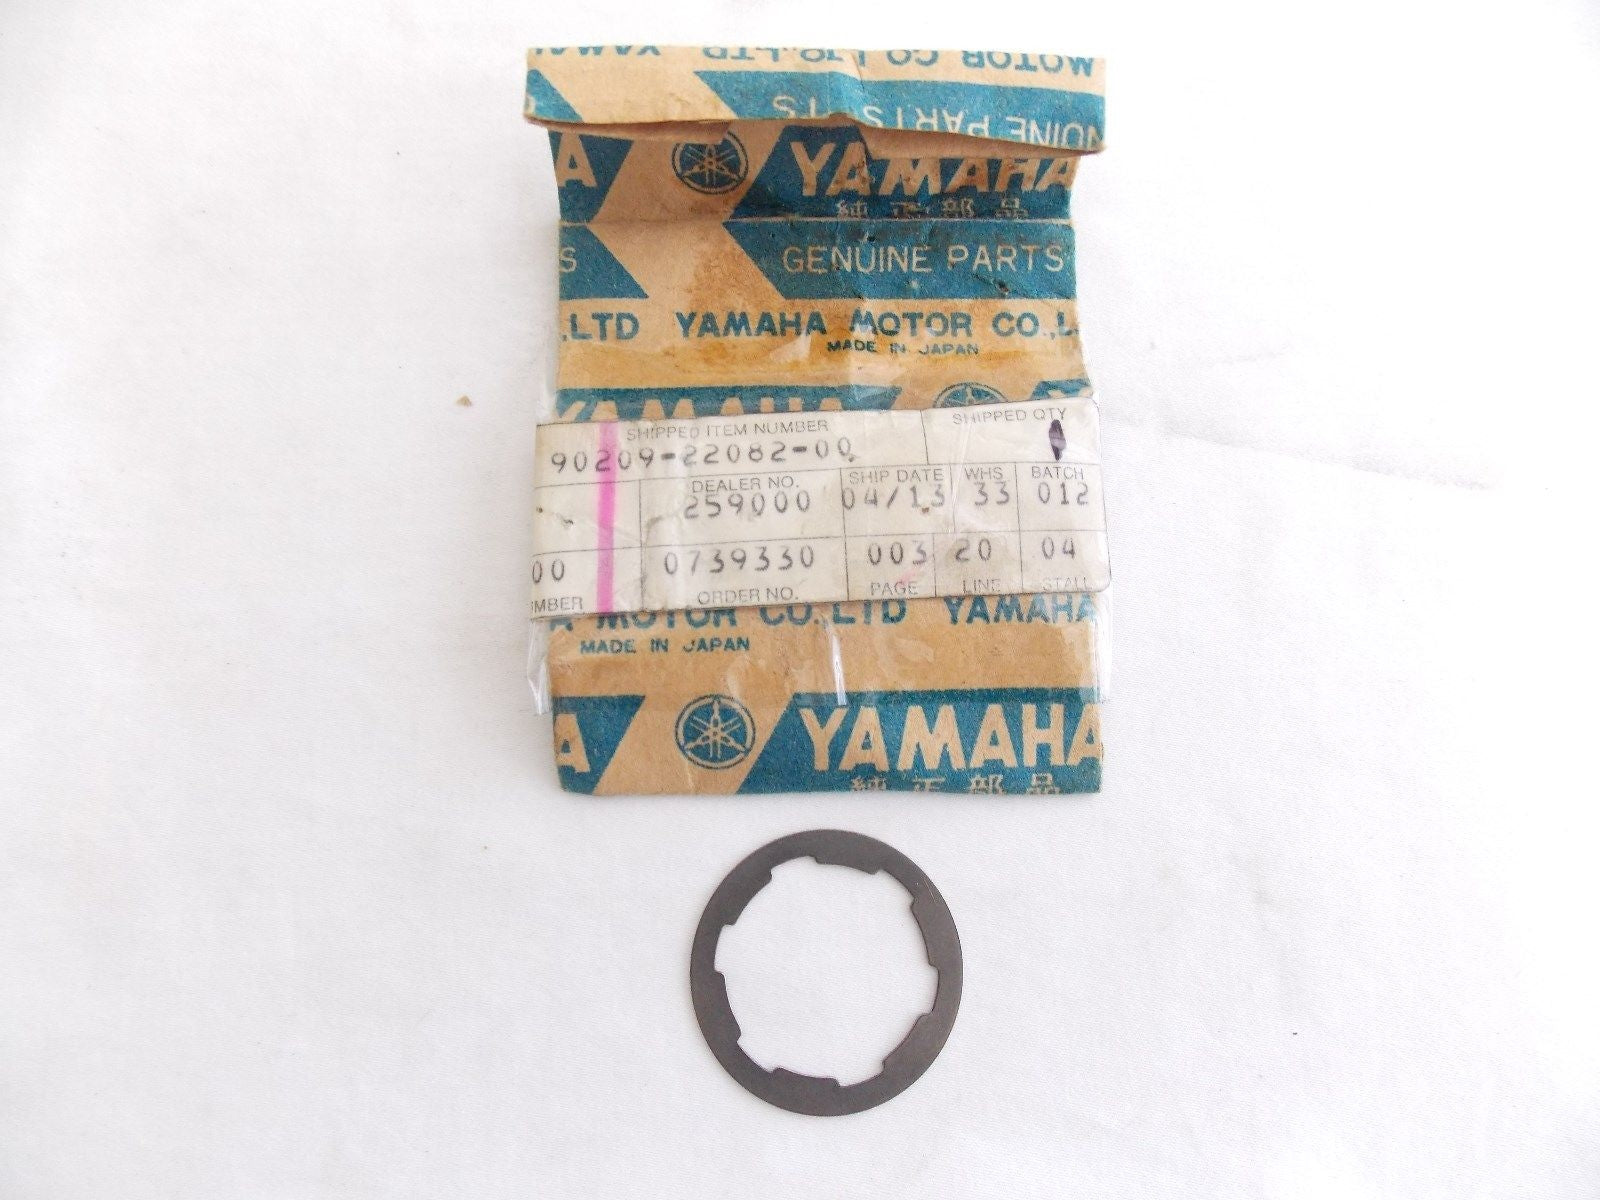 MOTOR CO.,LTD
GENUINE PARTS
A YAMAHA
純正部品
S GENUINE PARTS
.,LTD YAMAHA MOTOR CO.,L
MADE IN JAPAN
YAMAHA
SHIPPED ITEM NUMBER SHIPPED QTY
90209-22082-00
DEALER NO. SHIP DATE WHS BATCH
259000 04/13 33 012
00 0739330 003 20 04
UMBER ORDER NO. PAGE LINE STALL
A MOTOR CO.,LTD YAMAHA
MADE IN JAPAN
A YAMAHA
純正部品